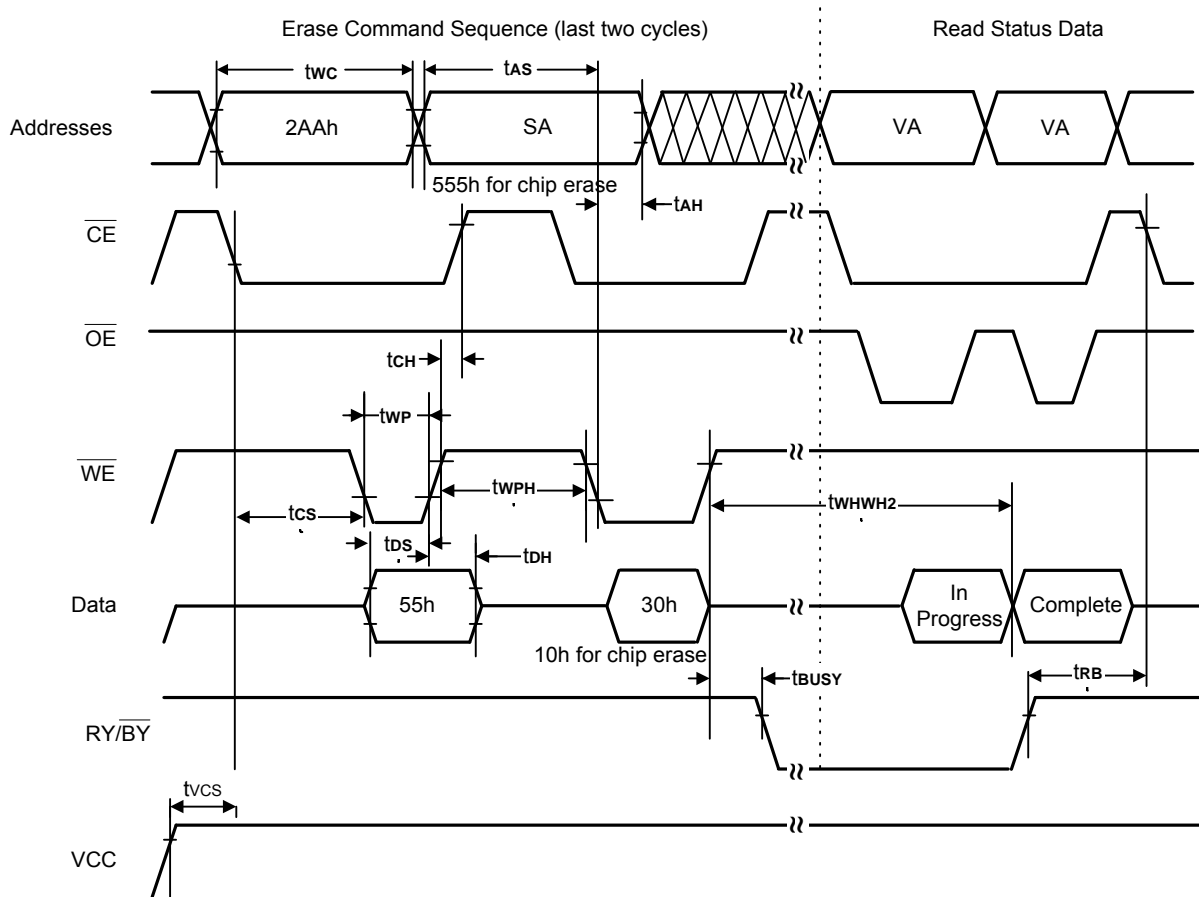 Erase Command Sequence (last two cycles)
Read Status Data
tWC
tAS
Addresses
2AAh
SA
VA
VA
555h for chip erase
tAH
CE
OE
tCH
tWP
WE
tWPH
tCS
tWHWH2
tDS
tDH
Data
55h
30h
In
Progress
Complete
10h for chip erase
tBUSY
tRB
RY/BY
tVCS
VCC